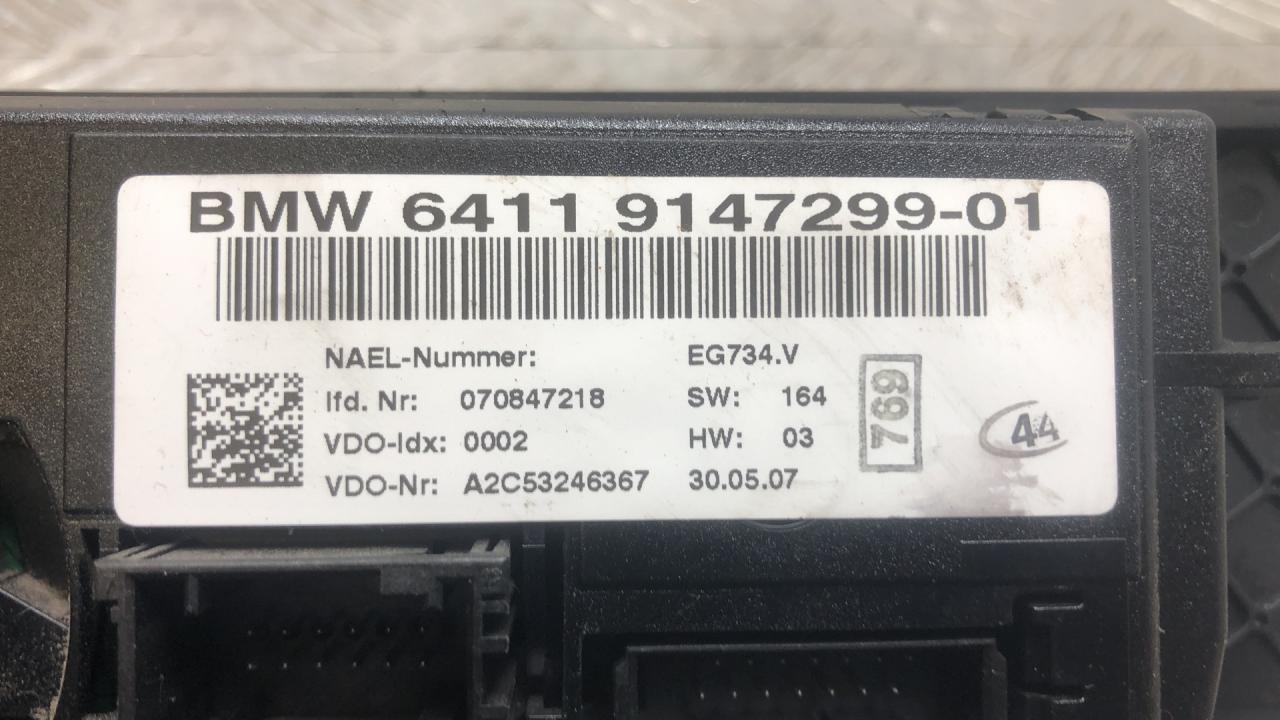 BMW 6411 9147299-01
NAEL-Nummer: EG734.V
lfd. Nr: 070847218 SW: 164
VDO-Idx: 0002 HW: 03
VDO-Nr: A2C53246367 30.05.07
769
44